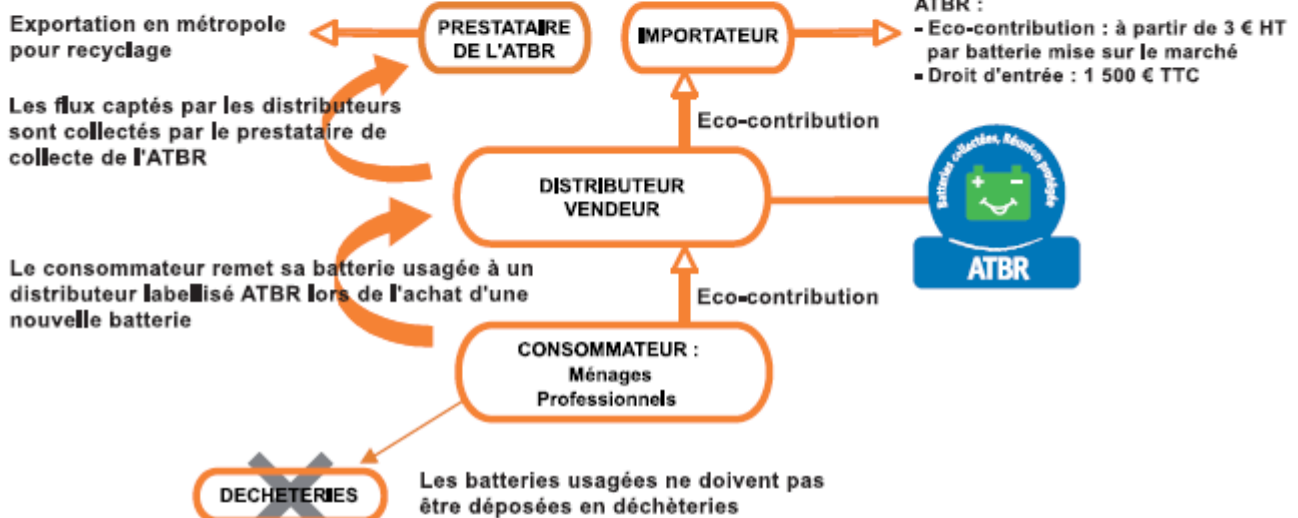 Exportation en métropole
pour recyclage
PRESTATAIRE
DE L'ATBR
IMPORTATEUR
ATBR :
- Eco-contribution : à partir de 3 € HT
par batterie mise sur le marché
- Droit d'entrée : 1 500 € TTC
Les flux captés par les distributeurs
sont collectés par le prestataire de
collecte de l'ATBR
Eco-contribution
DISTRIBUTEUR
VENDEUR
Batteries collectées, Réunion protégée
+ -
ATBR
Le consommateur remet sa batterie usagée à un
distributeur labellisé ATBR lors de l'achat d'une
nouvelle batterie
Eco-contribution
CONSOMMATEUR :
Ménages
Professionnels
DECHETERIES
Les batteries usagées ne doivent pas
être déposées en déchèteries